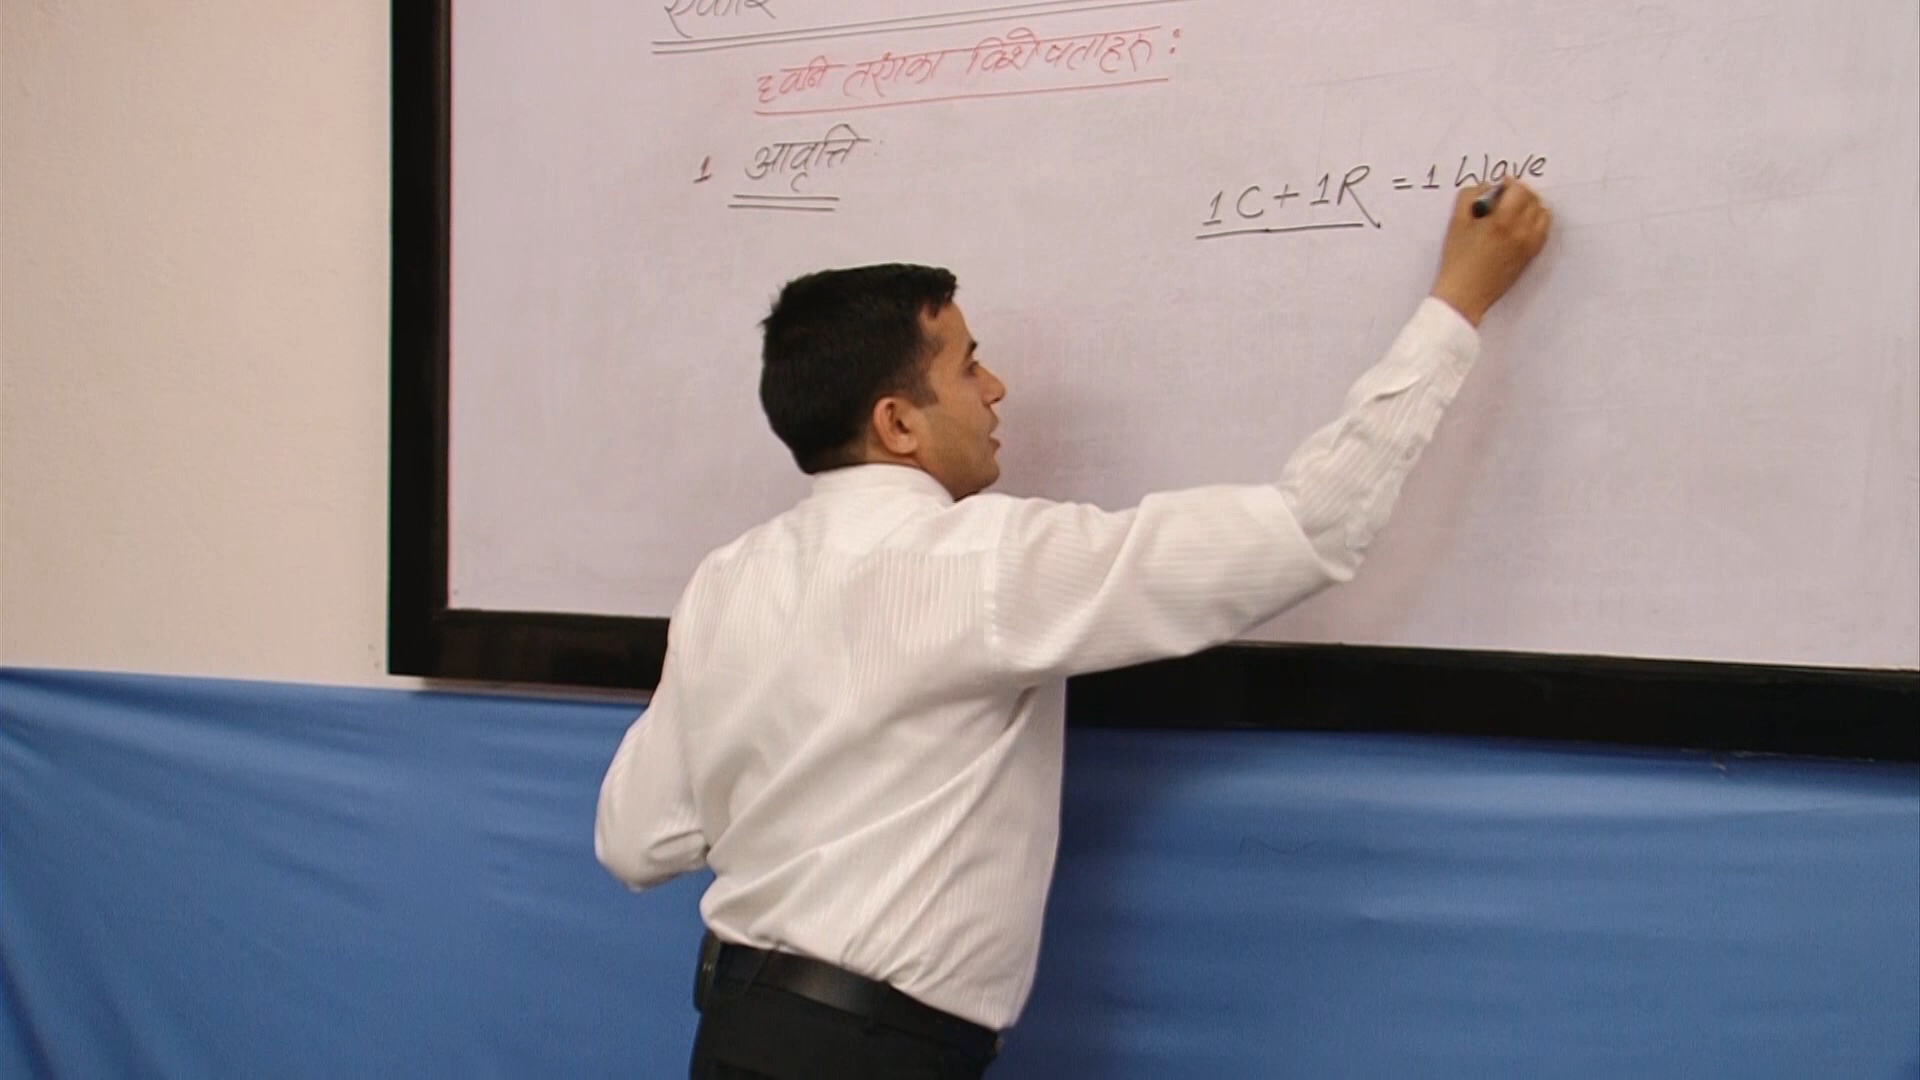 ध्वनि तरंगका विशेषताहरु :
1 आवृत्ति :
1C + 1R = 1 Wave